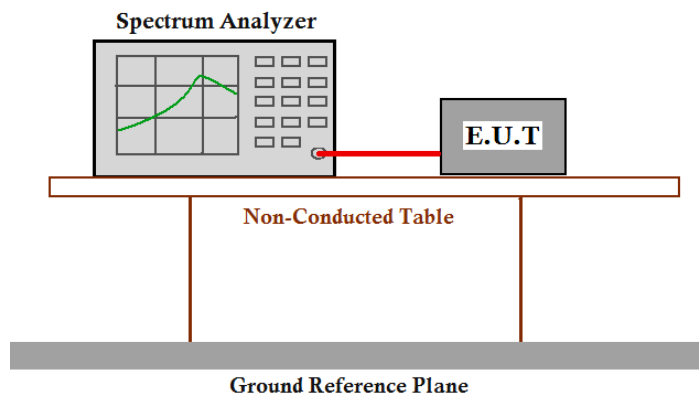 Spectrum Analyzer
E.U.T
Non-Conducted Table
Ground Reference Plane